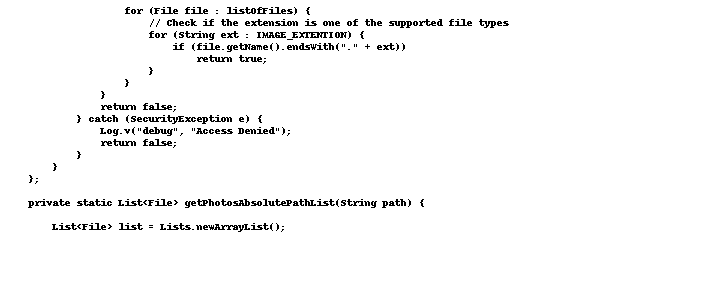 for (File file : listOfFiles) {
// Check if the extension is one of the supported file types
for (String ext : IMAGE_EXTENTION) {
if (file.getName().endsWith("." + ext))
return true;
}
}
}
return false;
} catch (SecurityException e) {
Log.v("debug", "Access Denied");
return false;
}
}
};
private static List<File> getPhotosAbsolutePathList(String path) {
List<File> list = Lists.newArrayList();